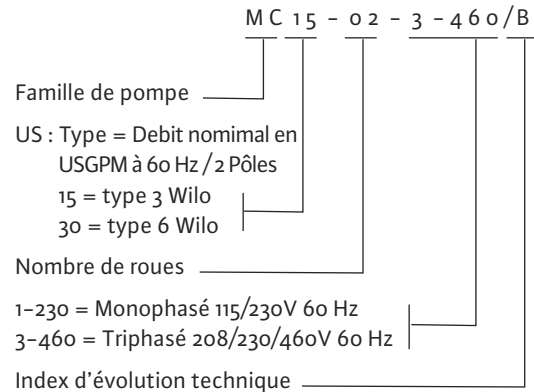 MC15-02-3-460/B
Famille de pompe
US : Type = Debit nomimal en
USGPM à 60 Hz / 2 Pôles
15 = type 3 Wilo
30 = type 6 Wilo
Nombre de roues
1-230 = Monophasé 115/230V 60 Hz
3-460 = Triphasé 208/230/460V 60 Hz
Index d'évolution technique